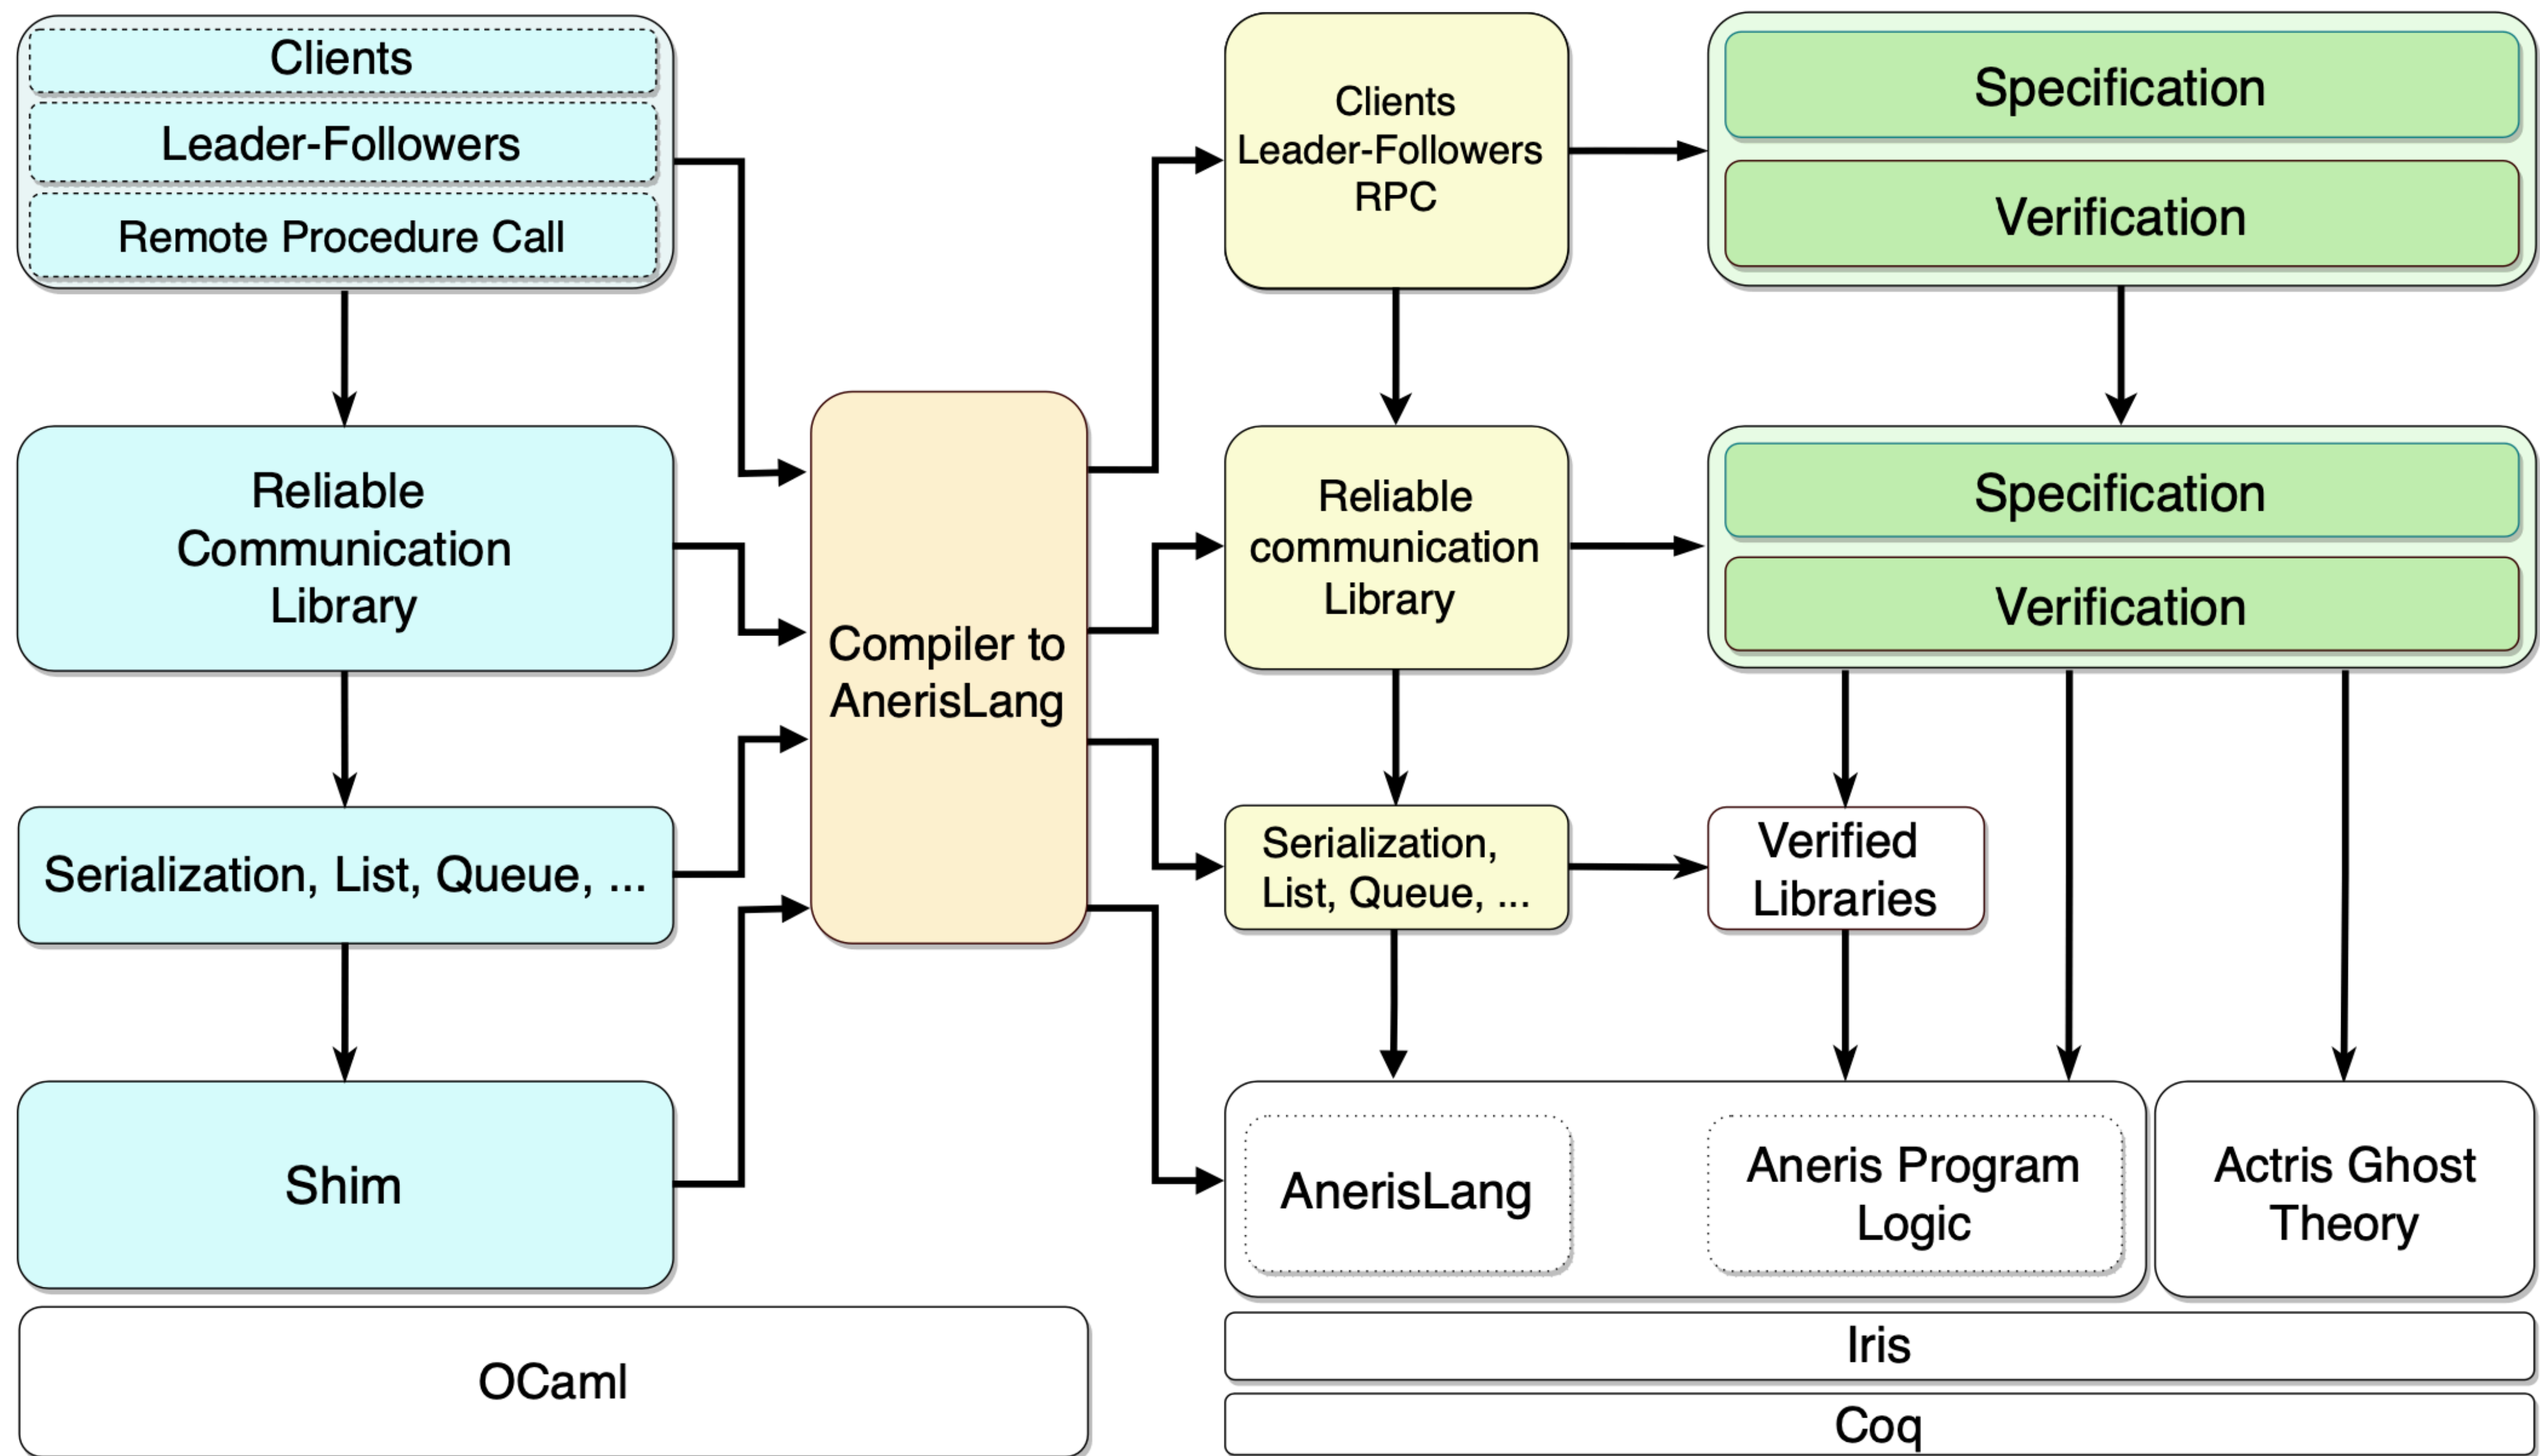 Clients
Leader-Followers
Remote Procedure Call
Reliable
Communication
Library
Serialization, List, Queue, ...
Shim
OCaml
Compiler to
AnerisLang
Clients
Leader-Followers
RPC
Reliable
communication
Library
Serialization,
List, Queue, ...
Specification
Verification
Specification
Verification
Verified
Libraries
AnerisLang
Aneris Program
Logic
Actris Ghost
Theory
Iris
Coq